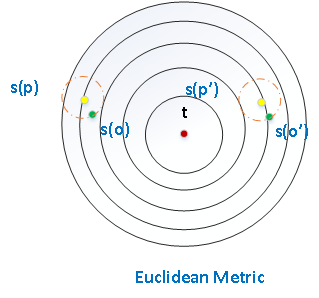 s(p)
s(p’)
t
s(o)
s(o’)
Euclidean Metric